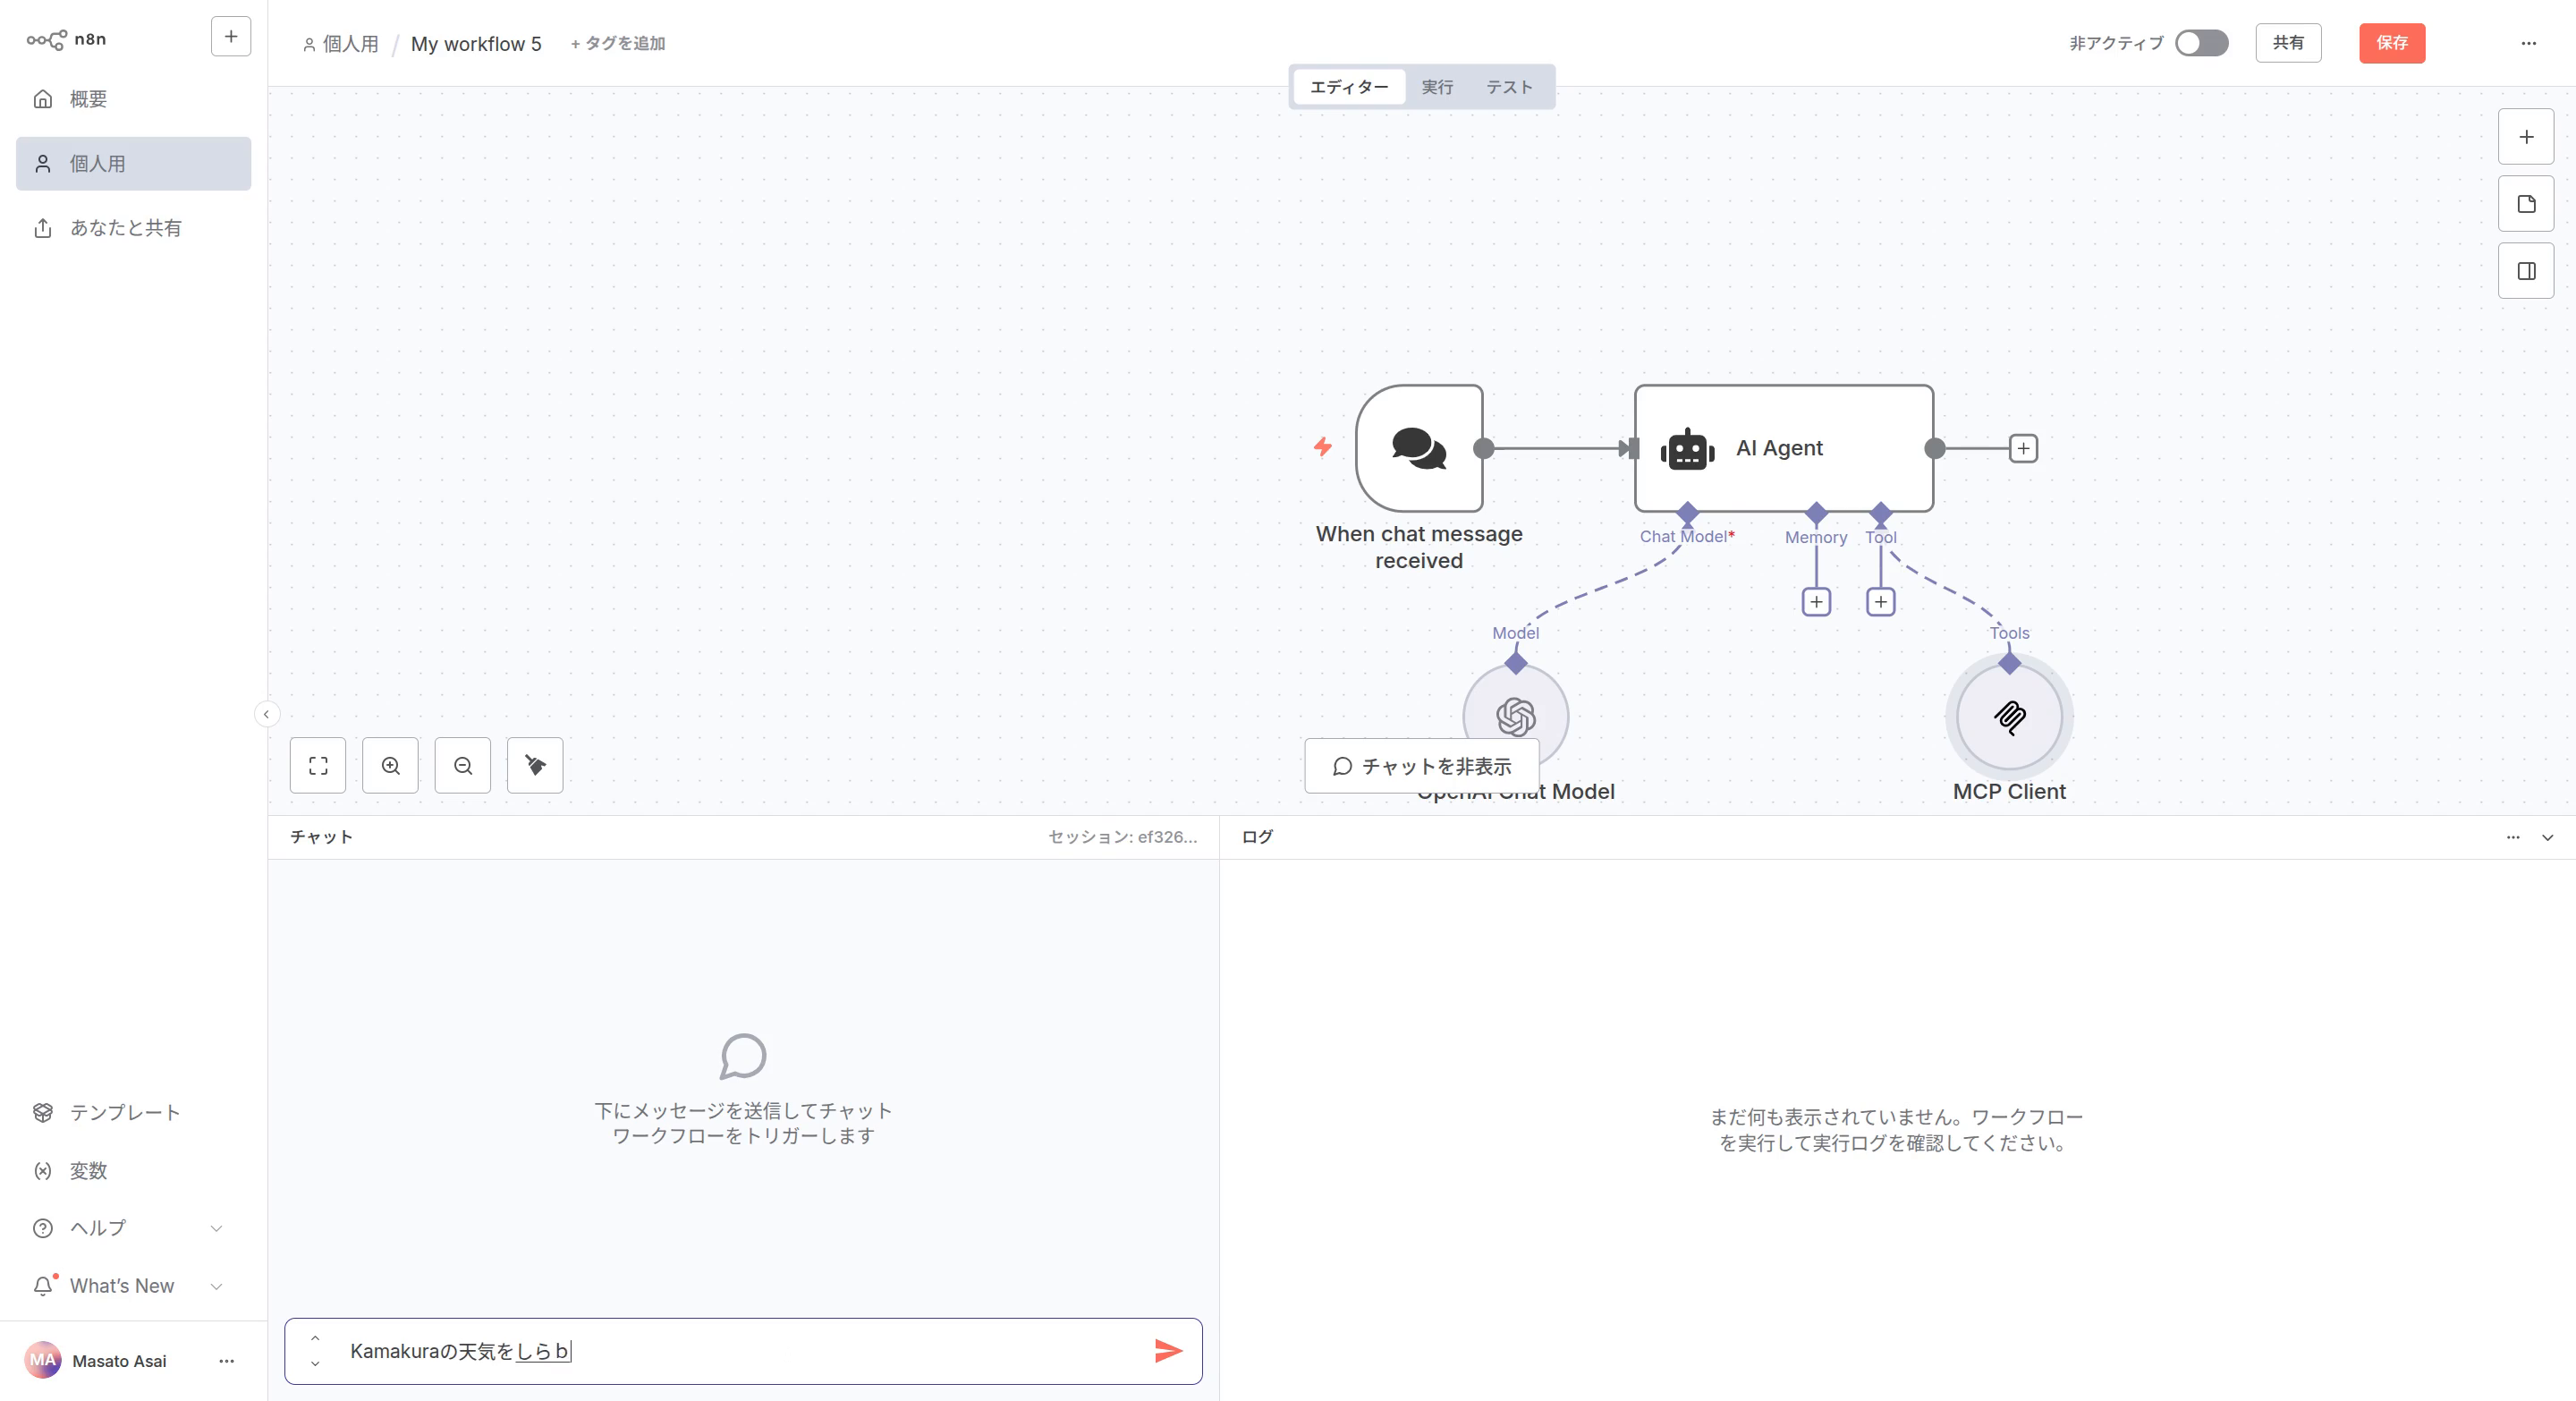 n8n
概要
個人用
あなたと共有
個人用 / My workflow 5 + タグを追加
非アクティブ
共有
保存
エディター 実行 テスト
When chat message
received
AI Agent
Chat Model*
Memory
Tool
Model
Tools
チャットを非表示
OpenAI Chat Model
MCP Client
チャット
セッション: ef326...
ログ
下にメッセージを送信してチャット
ワークフローをトリガーします
まだ何も表示されていません。ワークフロー
を実行して実行ログを確認してください。
テンプレート
変数
ヘルプ
What's New
MA
Masato Asai
Kamakuraの天気をしらb